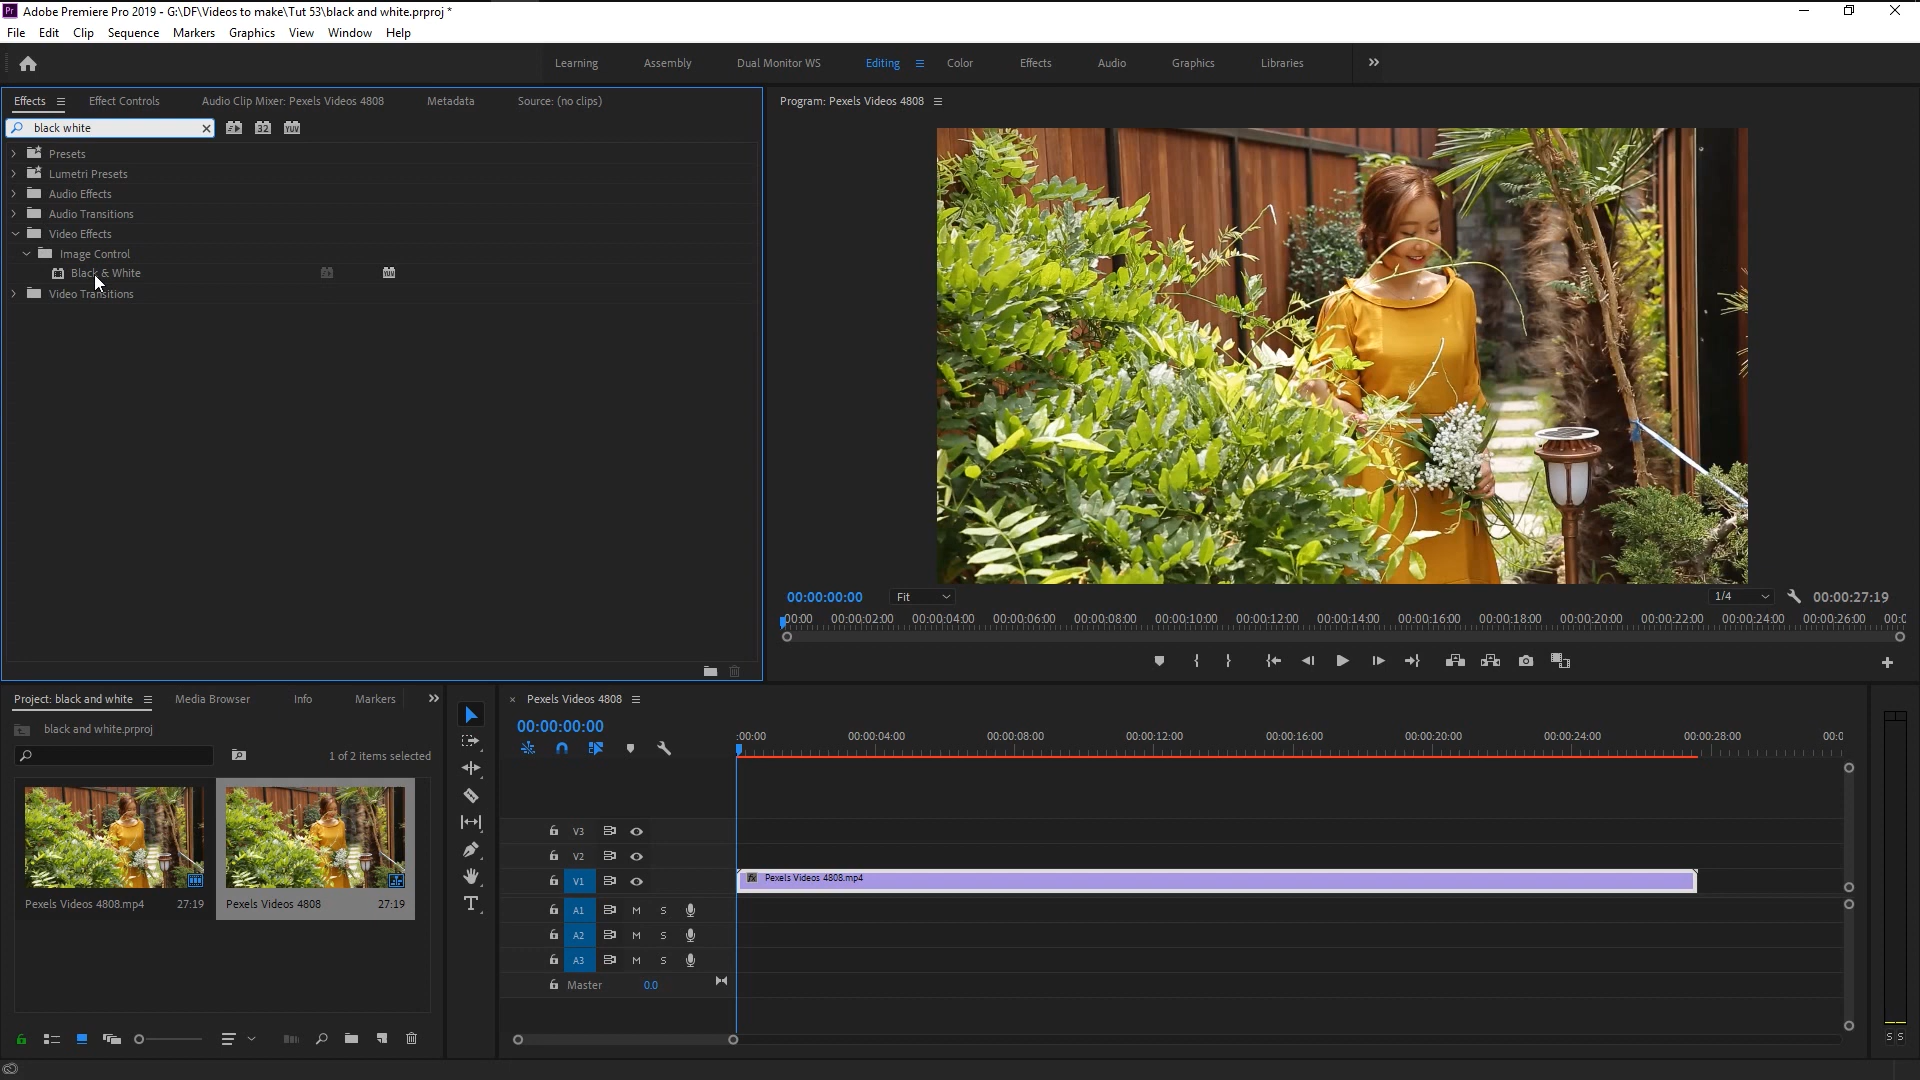 Adobe Premiere Pro 2019 - G:\DF\Videos to make\Tut 53\black and white.prproj *
File Edit Clip Sequence Markers Graphics View Window Help
Learning Assembly Dual Monitor WS Editing Color Effects Audio Graphics Libraries
Effects Effect Controls Audio Clip Mixer: Pexels Videos 4808 Metadata Source: (no clips)
black white
32 YUV
Presets
Lumetri Presets
Audio Effects
Audio Transitions
Video Effects
Image Control
Black & White
Video Transitions
Program: Pexels Videos 4808
00:00:00:00 Fit 1/4 00:00:27:19
00:00 00:00:02:00 00:00:04:00 00:00:06:00 00:00:08:00 00:00:10:00 00:00:12:00 00:00:14:00 00:00:16:00 00:00:18:00 00:00:20:00 00:00:22:00 00:00:24:00 00:00:26:00 00:0
Project: black and white Media Browser Info Markers
black and white.prproj
1 of 2 items selected
Pexels Videos 4808.mp4 27:19
Pexels Videos 4808 27:19
Pexels Videos 4808
00:00:00:00
:00:00 00:00:04:00 00:00:08:00 00:00:12:00 00:00:16:00 00:00:20:00 00:00:24:00 00:00:28:00 00:0
V3
V2
V1 fx Pexels Videos 4808.mp4
A1 M S
A2 M S
A3 M S
Master 0.0
S S